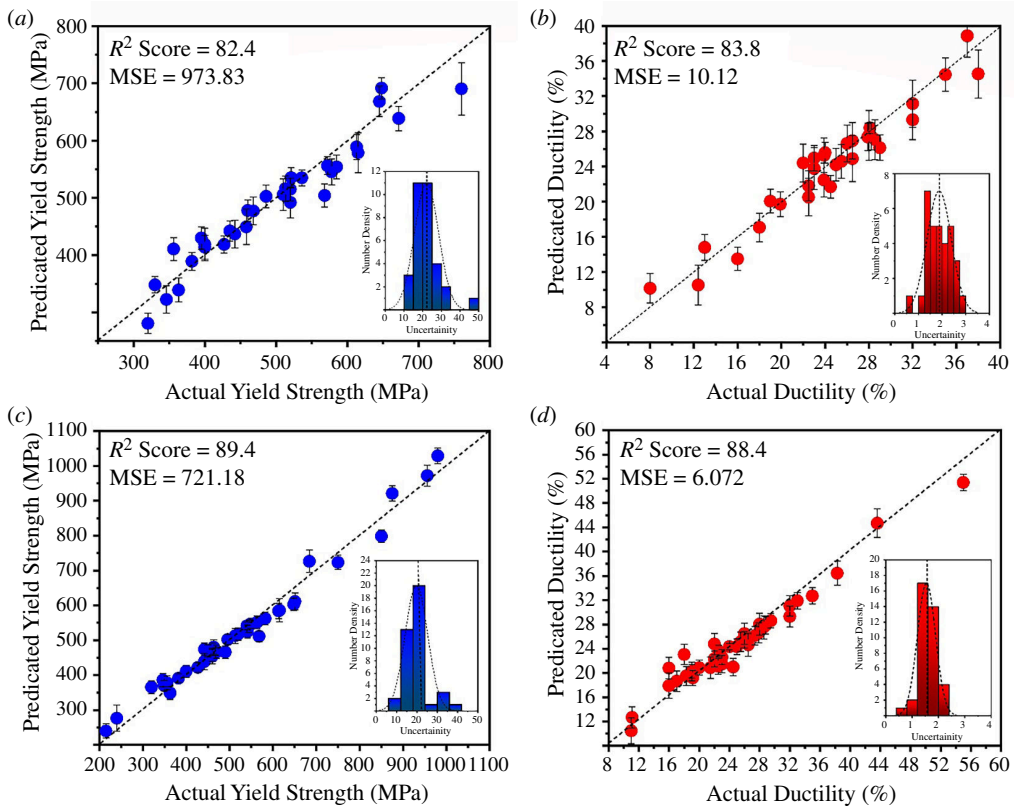 (a)
R² Score = 82.4
MSE = 973.83
Predicated Yield Strength (MPa)
800
700
600
500
400
300
300 400 500 600 700 800
Actual Yield Strength (MPa)
Number Density
12
10
8
6
4
2
0 10 20 30 40 50
Uncertainity
(b)
R² Score = 83.8
MSE = 10.12
Predicated Ductility (%)
40
36
32
28
24
20
16
12
8
4 8 12 16 20 24 28 32 36 40
Actual Ductility (%)
Number Density
8
6
4
2
0 1 2 3 4
Uncertainity
(c)
R² Score = 89.4
MSE = 721.18
Predicated Yield Strength (MPa)
1100
1000
900
800
700
600
500
400
300
200 300 400 500 600 700 800 900 1000 1100
Actual Yield Strength (MPa)
Number Density
24
20
16
12
8
4
0
0 10 20 30 40 50
Uncertainity
(d)
R² Score = 88.4
MSE = 6.072
Predicated Ductility (%)
60
56
52
48
44
40
36
32
28
24
20
16
12
8 12 16 20 24 28 32 36 40 44 48 52 56 60
Actual Ductility (%)
Number Density
20
18
16
14
12
10
8
6
4
2
0
0 1 2 3 4
Uncertainity